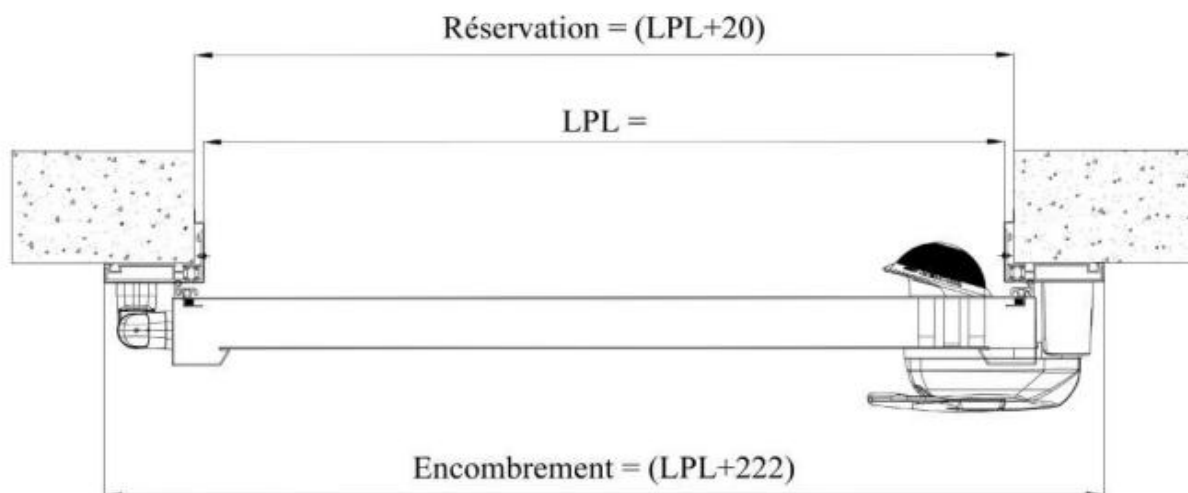 Réservation = (LPL+20)
LPL =
Encombrement = (LPL+222)